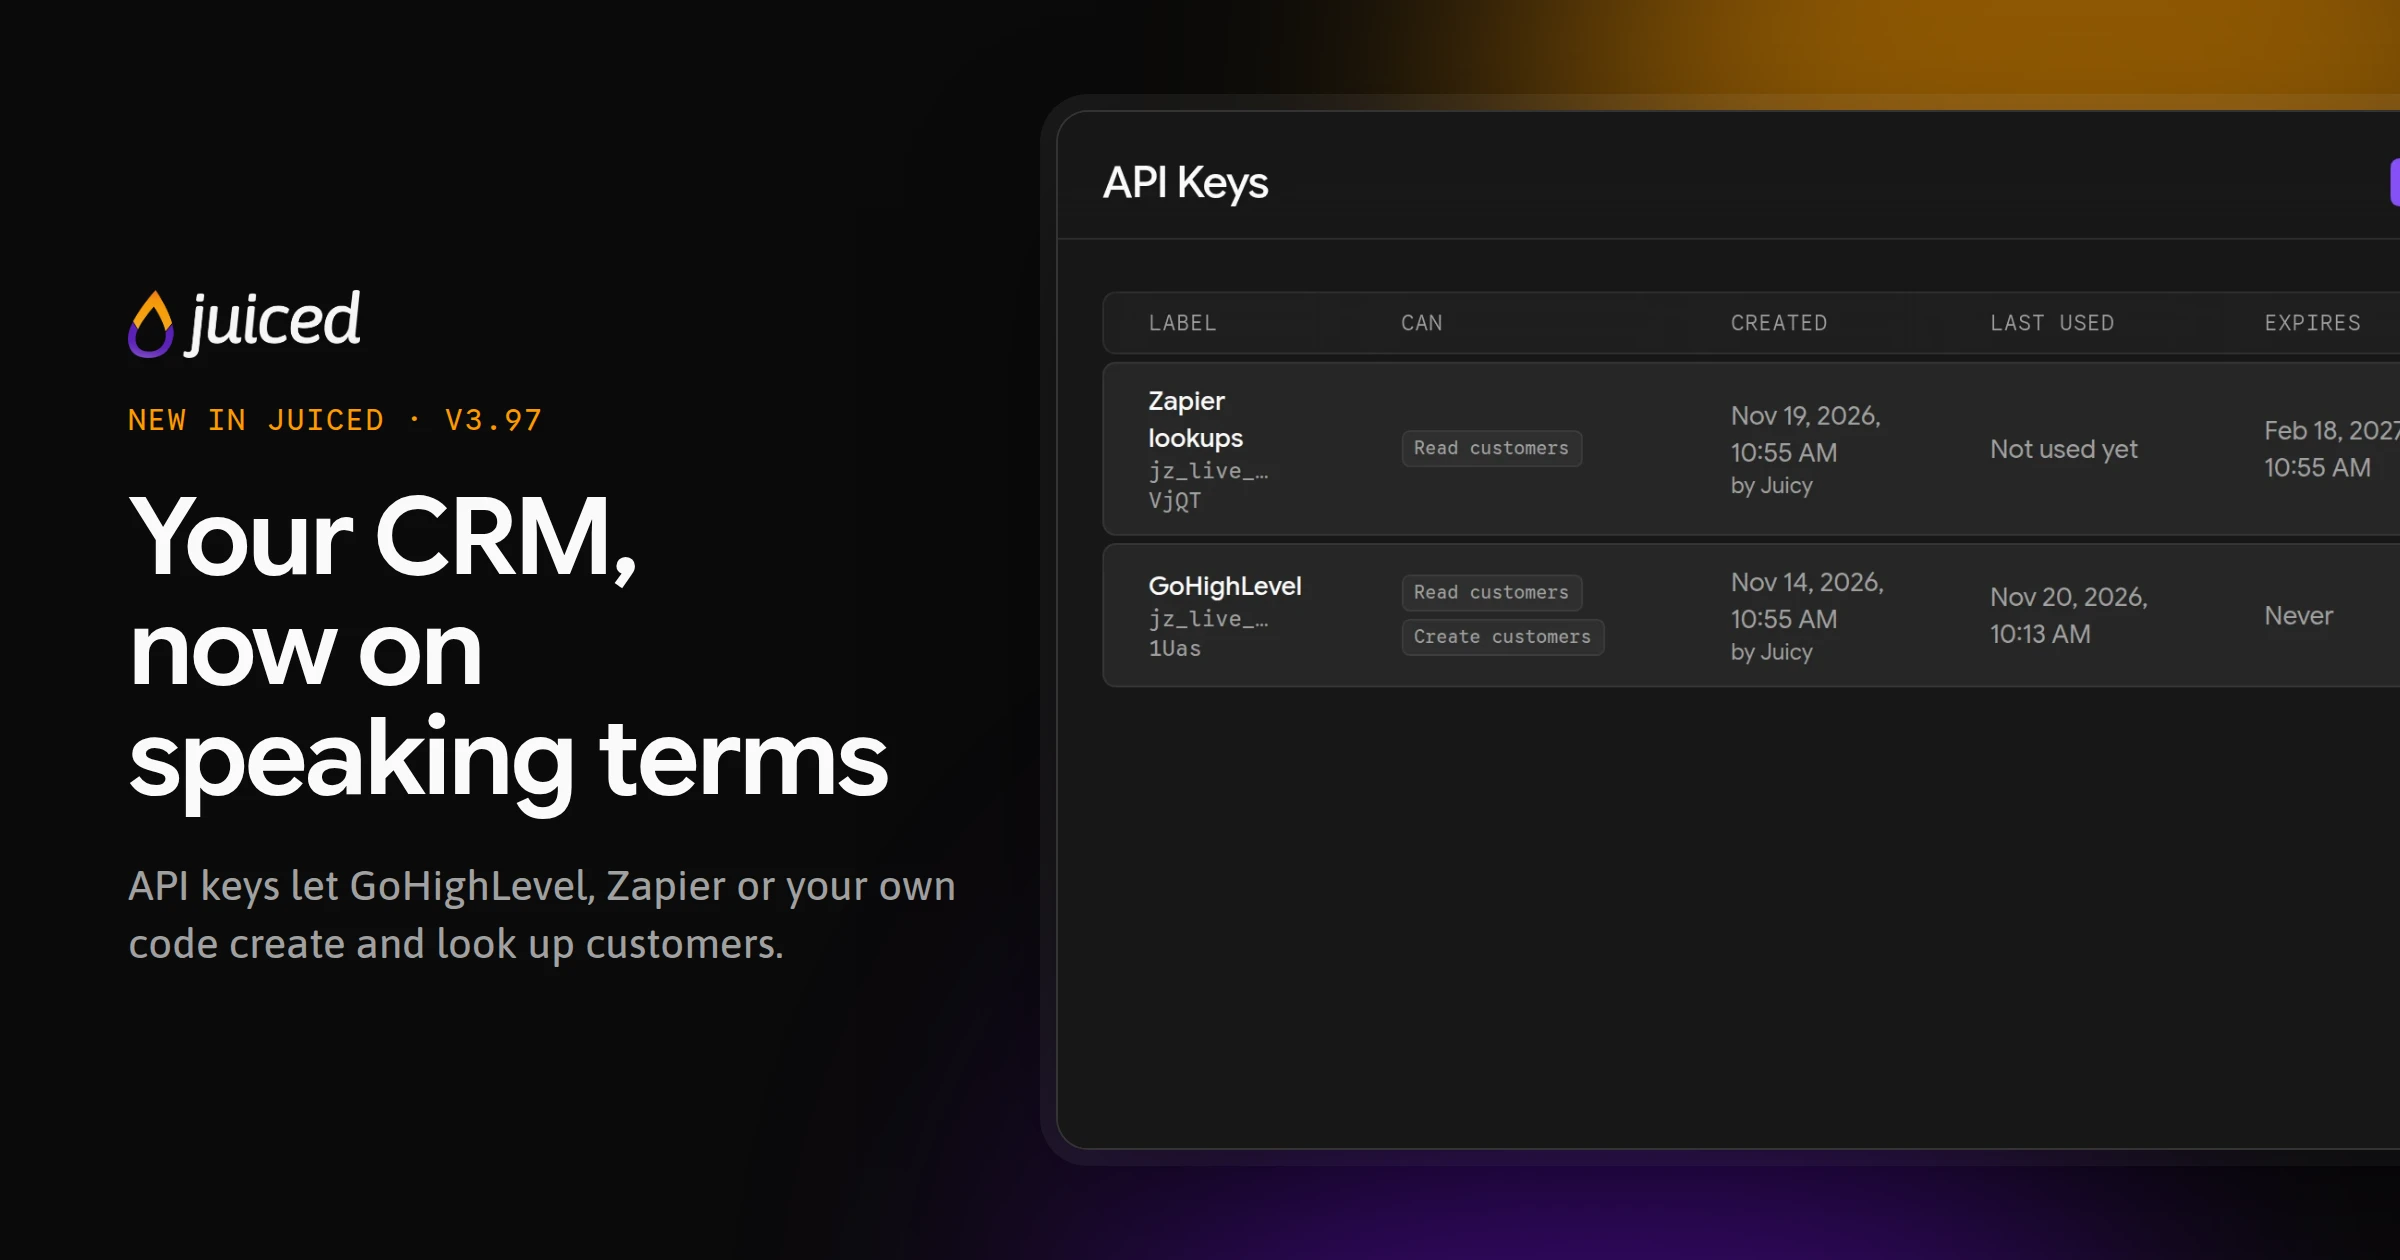 juiced
NEW IN JUICED · V3.97
Your CRM,
now on
speaking terms
API keys let GoHighLevel, Zapier or your own
code create and look up customers.
API Keys
LABEL CAN CREATED LAST USED EXPIRES
Zapier
lookups
jz_live_…
VjQT
Read customers
Nov 19, 2026,
10:55 AM
by Juicy
Not used yet
Feb 18, 2027
10:55 AM
GoHighLevel
jz_live_…
1Uas
Read customers
Create customers
Nov 14, 2026,
10:55 AM
by Juicy
Nov 20, 2026,
10:13 AM
Never